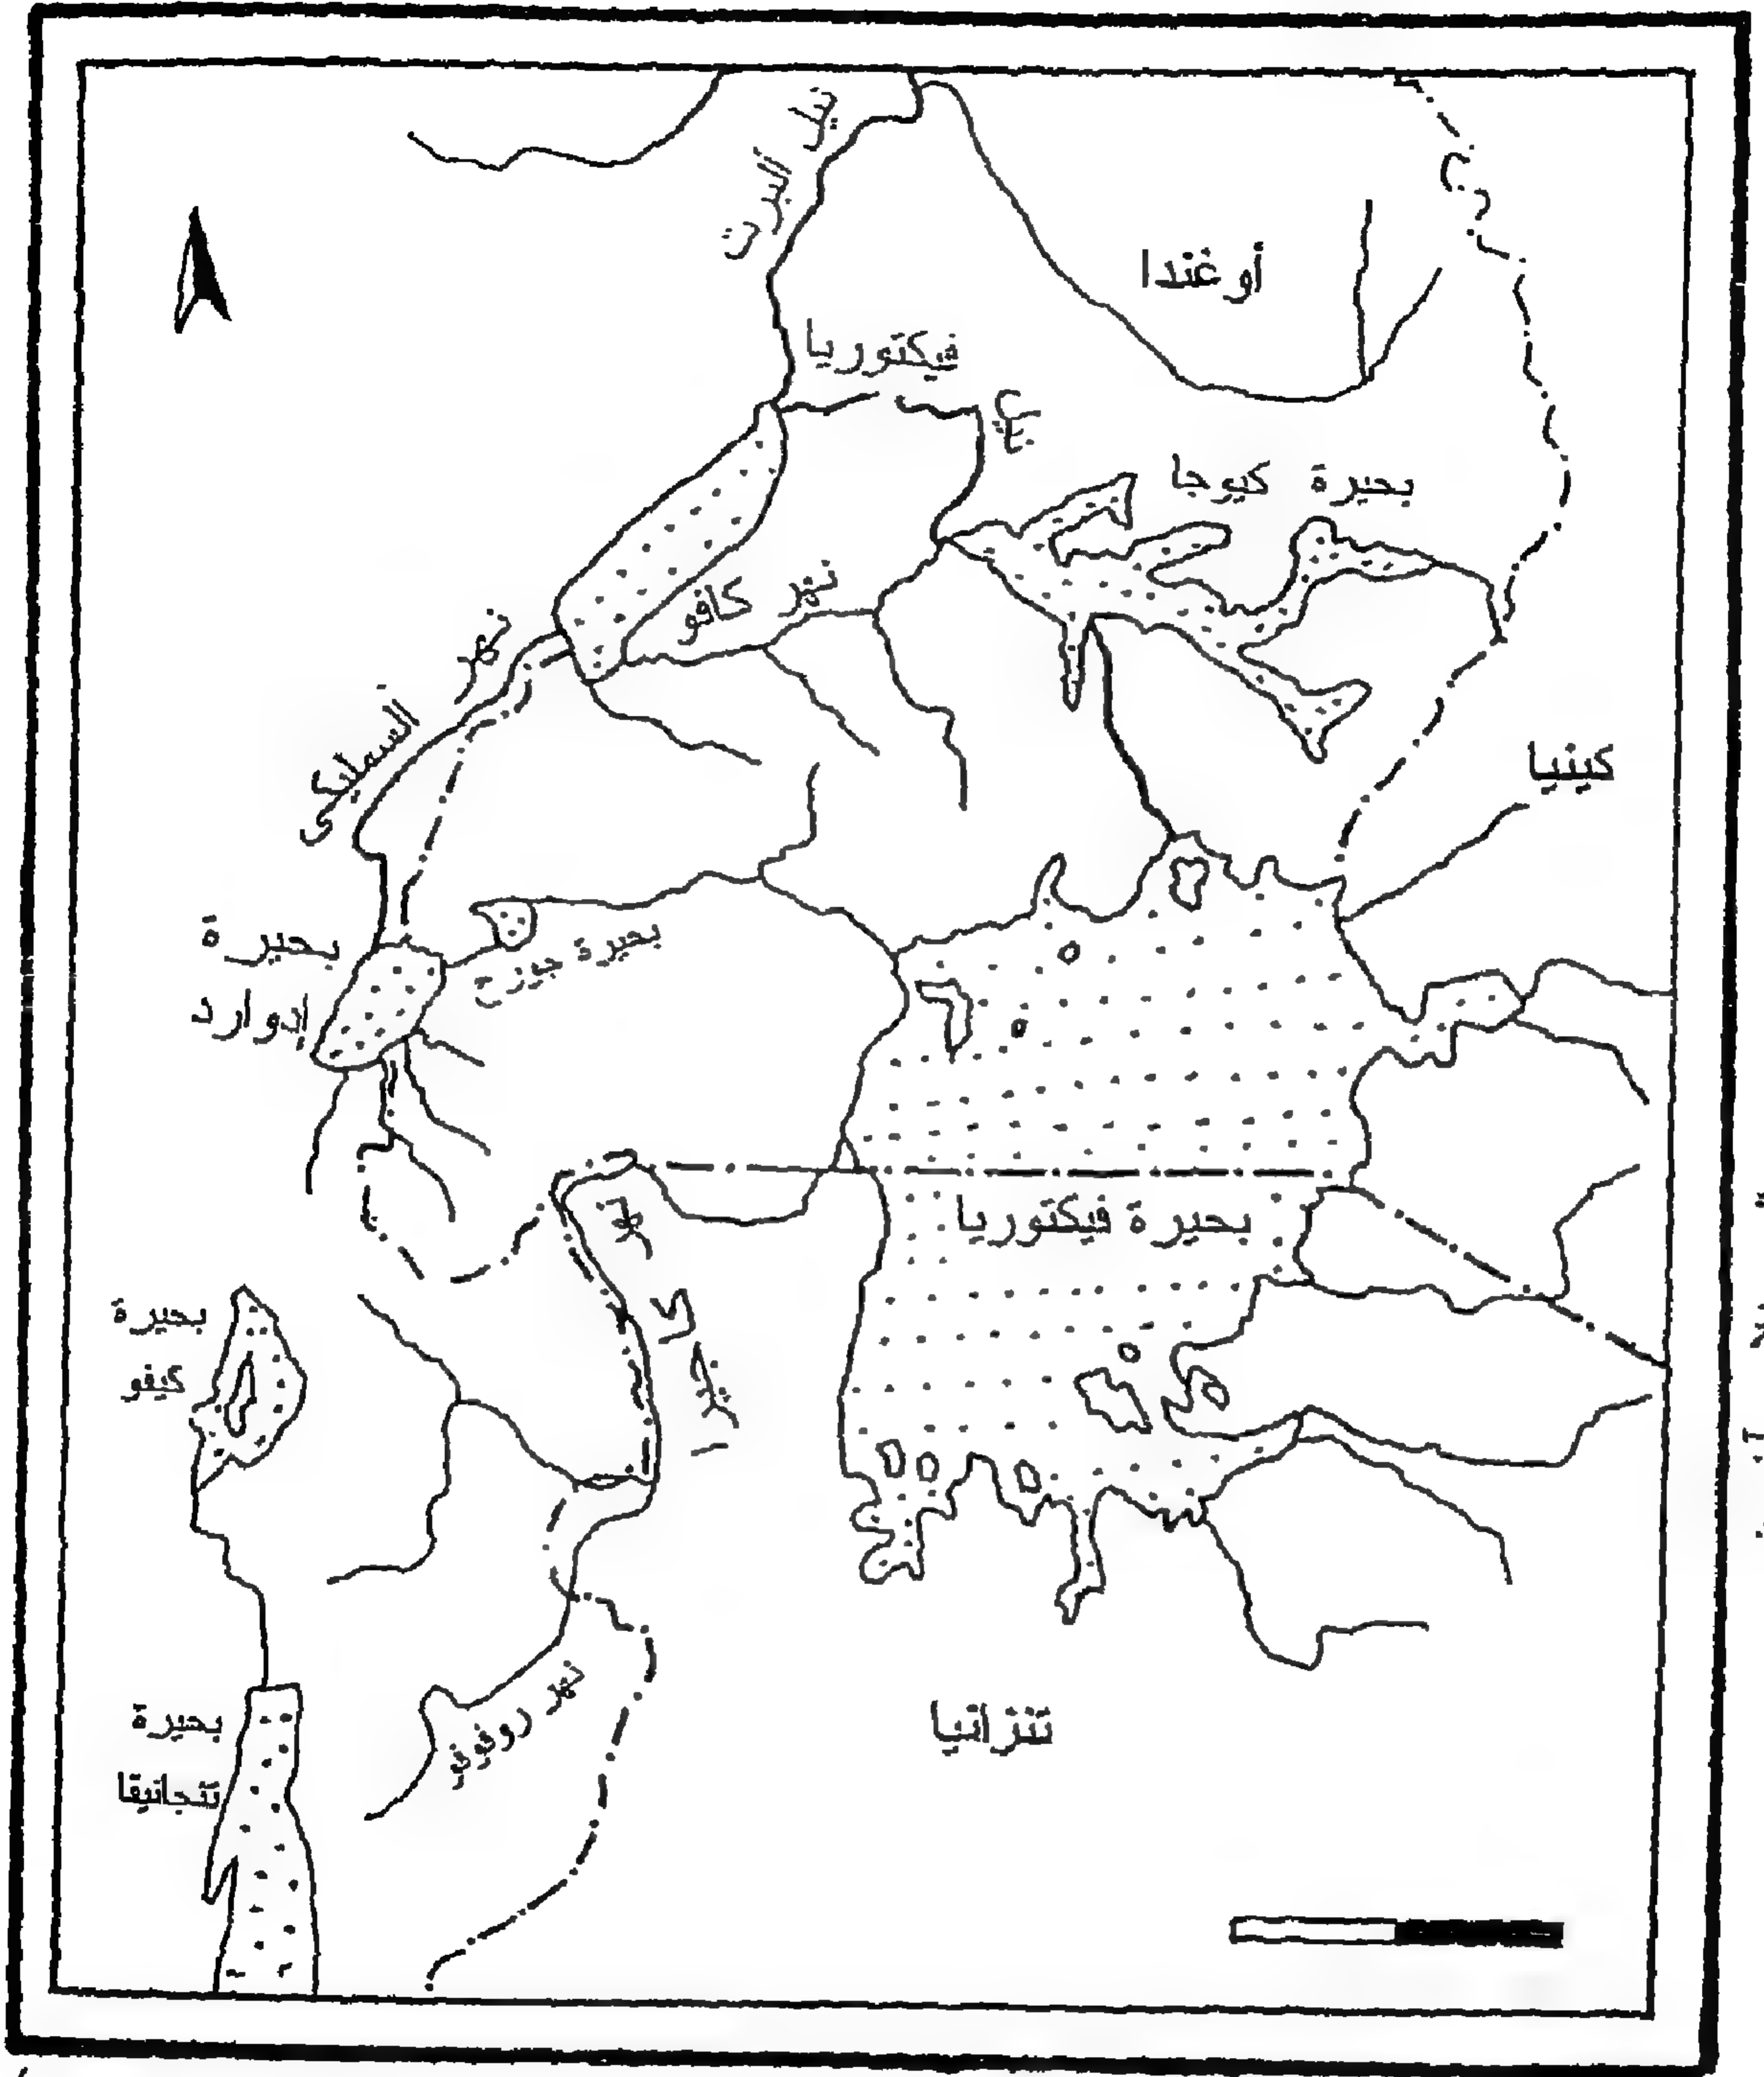 نيل ألبرت
أوغندا
فيكتوريا
بحيرة كيوجا
نهر كافو
نهر
السمليكى
كينيا
بحيرة
إدوارد
بحيرة جورج
بحيرة فيكتوريا
نهر
كاجيرا
بحيرة
كيفو
نهر روفوفو
تنزانيا
بحيرة
تنجانيقا